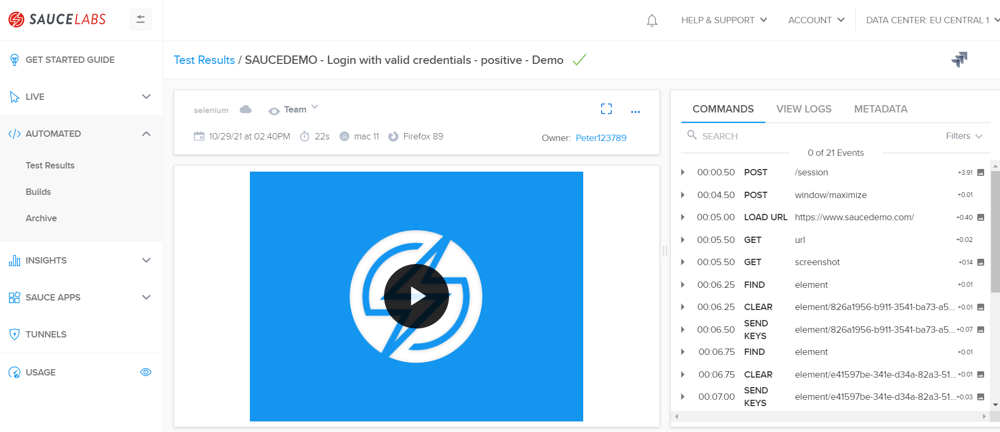 SAUCELABS
HELP & SUPPORT
ACCOUNT
DATA CENTER: EU CENTRAL 1
GET STARTED GUIDE
LIVE
AUTOMATED
Test Results
Builds
Archive
INSIGHTS
SAUCE APPS
TUNNELS
USAGE
Test Results / SAUCEDEMO - Login with valid credentials - positive - Demo
selenium Team
10/29/21 at 02:40PM 22s mac 11 Firefox 89
Owner: Peter123789
COMMANDS VIEW LOGS METADATA
SEARCH Filters
0 of 21 Events
00:00.50 POST /session +3.91
00:04.50 POST window/maximize +0.01
00:05.00 LOAD URL https://www.saucedemo.com/ +0.40
00:05.50 GET url +0.02
00:05.50 GET screenshot +0.14
00:06.25 FIND element +0.01
00:06.25 CLEAR element/826a1956-b911-3541-ba73-a5... +0.01
00:06.50 SEND KEYS element/826a1956-b911-3541-ba73-a5... +0.07
00:06.75 FIND element +0.01
00:06.75 CLEAR element/e41597be-341e-d34a-82a3-51... +0.01
00:07.00 SEND KEYS element/e41597be-341e-d34a-82a3-51... +0.03